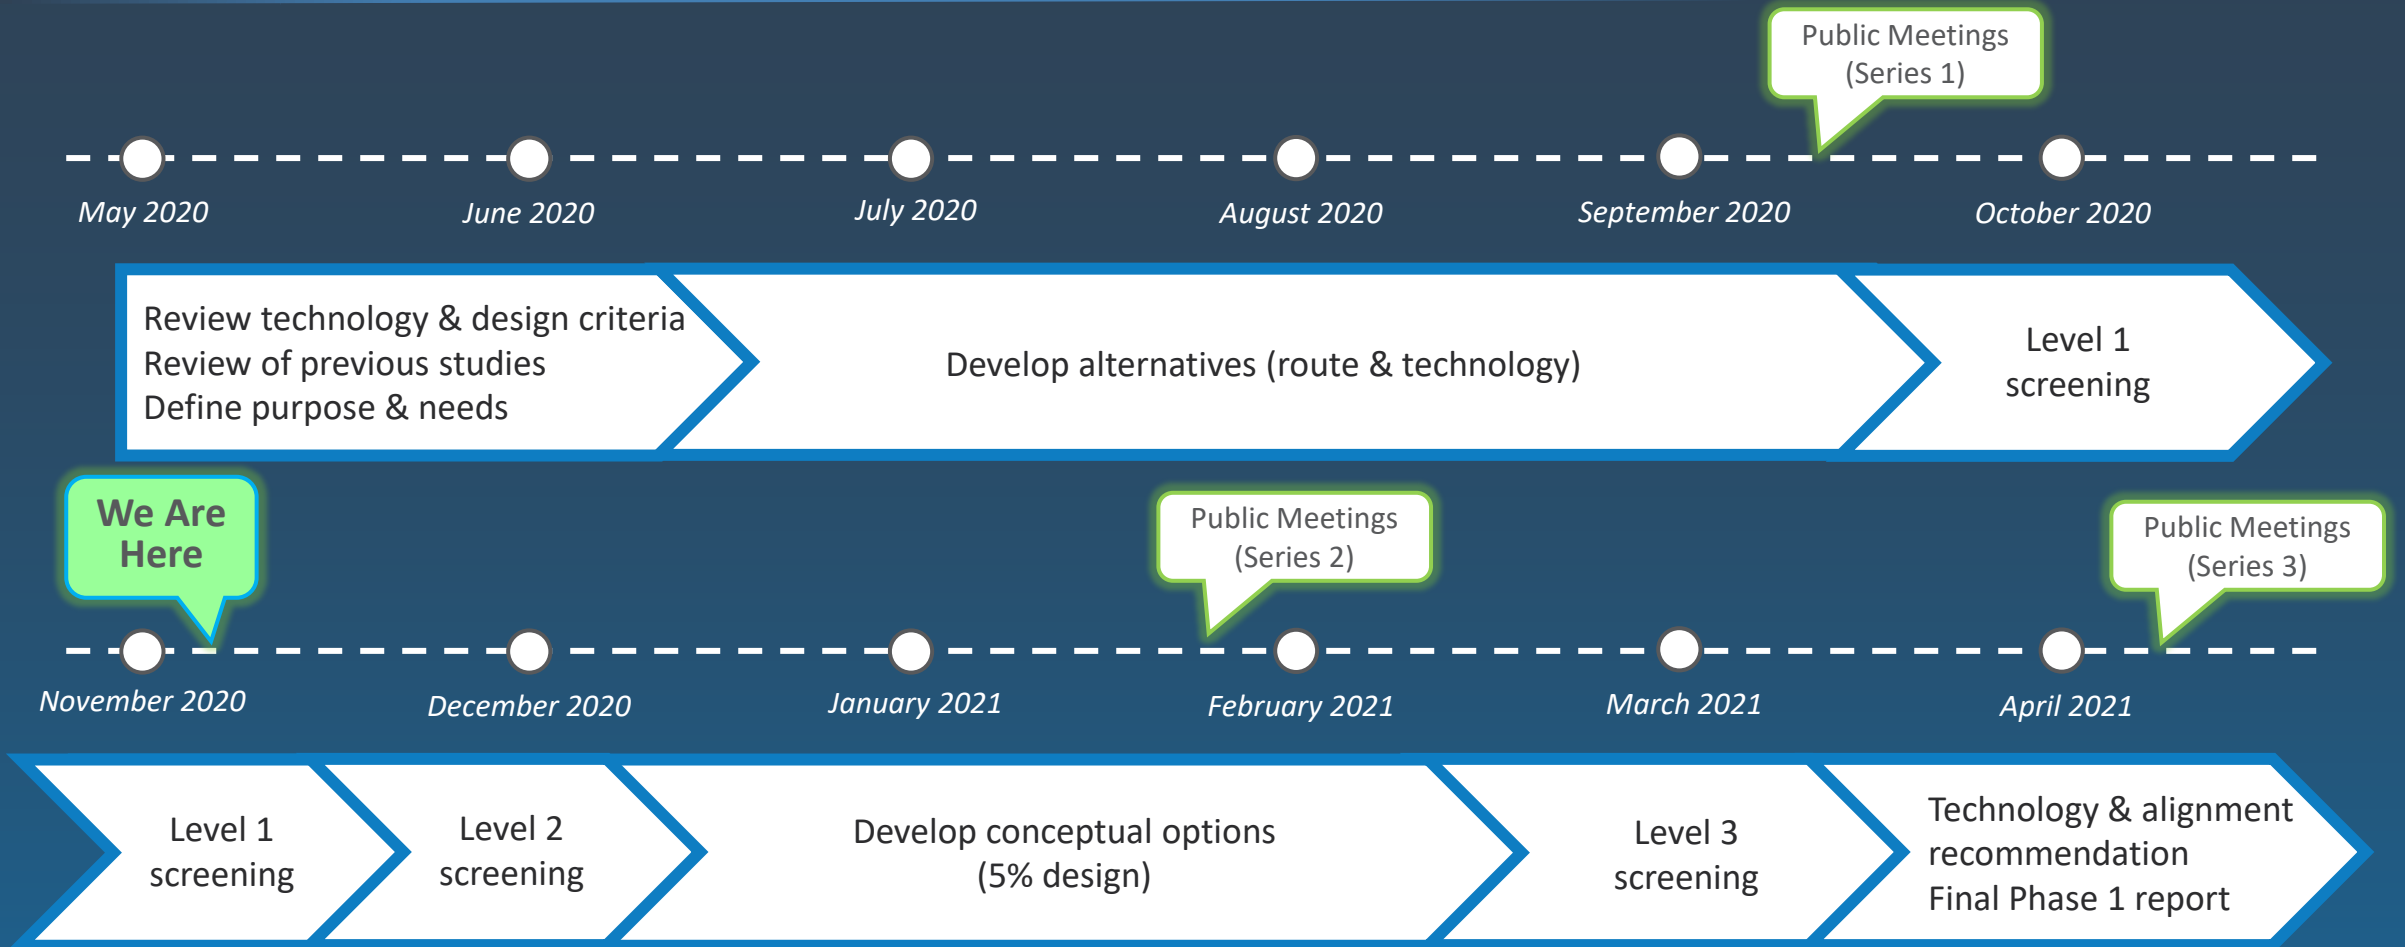 Public Meetings
(Series 1)
May 2020
June 2020
July 2020
August 2020
September 2020
October 2020
Review technology & design criteria
Review of previous studies
Define purpose & needs
Develop alternatives (route & technology)
Level 1
screening
We Are
Here
Public Meetings
(Series 2)
Public Meetings
(Series 3)
November 2020
December 2020
January 2021
February 2021
March 2021
April 2021
Level 1
screening
Level 2
screening
Develop conceptual options
(5% design)
Level 3
screening
Technology & alignment
recommendation
Final Phase 1 report